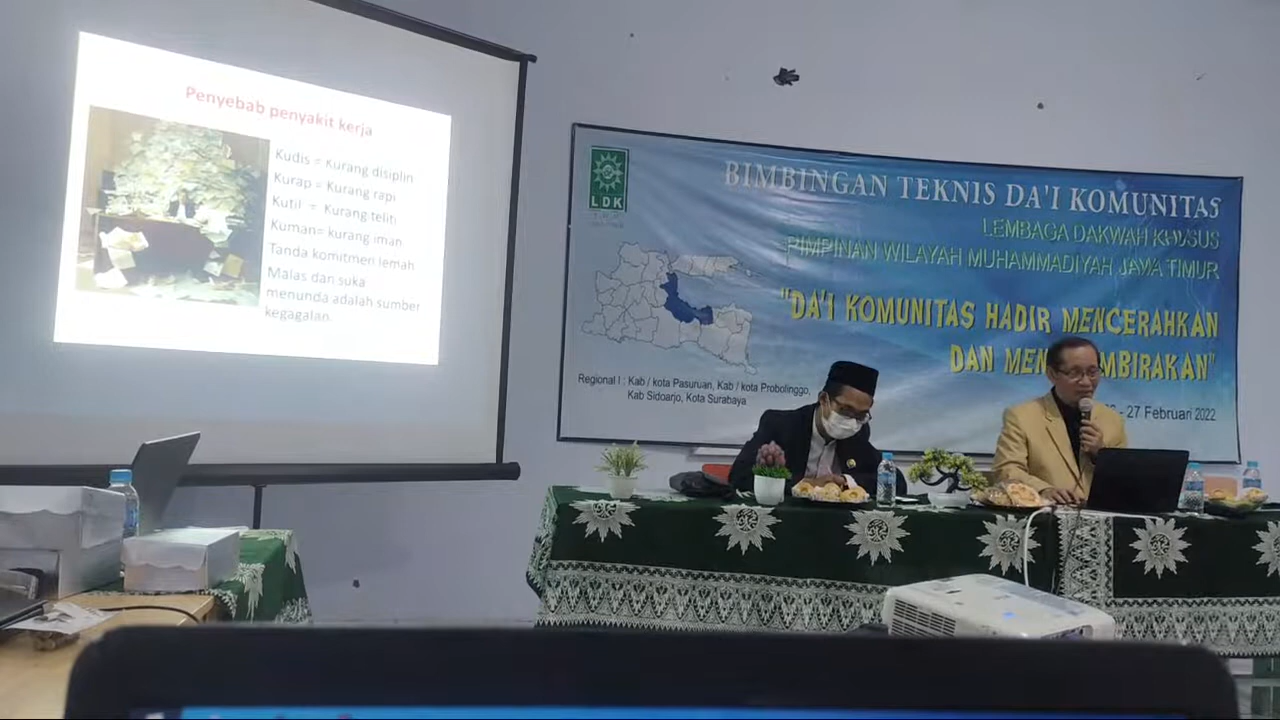 Penyebab penyakit kerja
Kudis = Kurang disiplin
Kurap = Kurang rapi
Kutil = Kurang teliti
Kuman= kurang iman
Tanda komitmen lemah
Malas dan suka
menunda adalah sumber
kegagalan.
LDK
BIMBINGAN TEKNIS DA'I KOMUNITAS
LEMBAGA DAKWAH KHUSUS
PIMPINAN WILAYAH MUHAMMADIYAH JAWA TIMUR
"DA'I KOMUNITAS HADIR MENCERAHKAN
DAN
Regional I : Kab / kota Pasuruan, Kab / kota Probolinggo,
Kab Sidoarjo, Kota Surabaya
- 27 Februari 2022